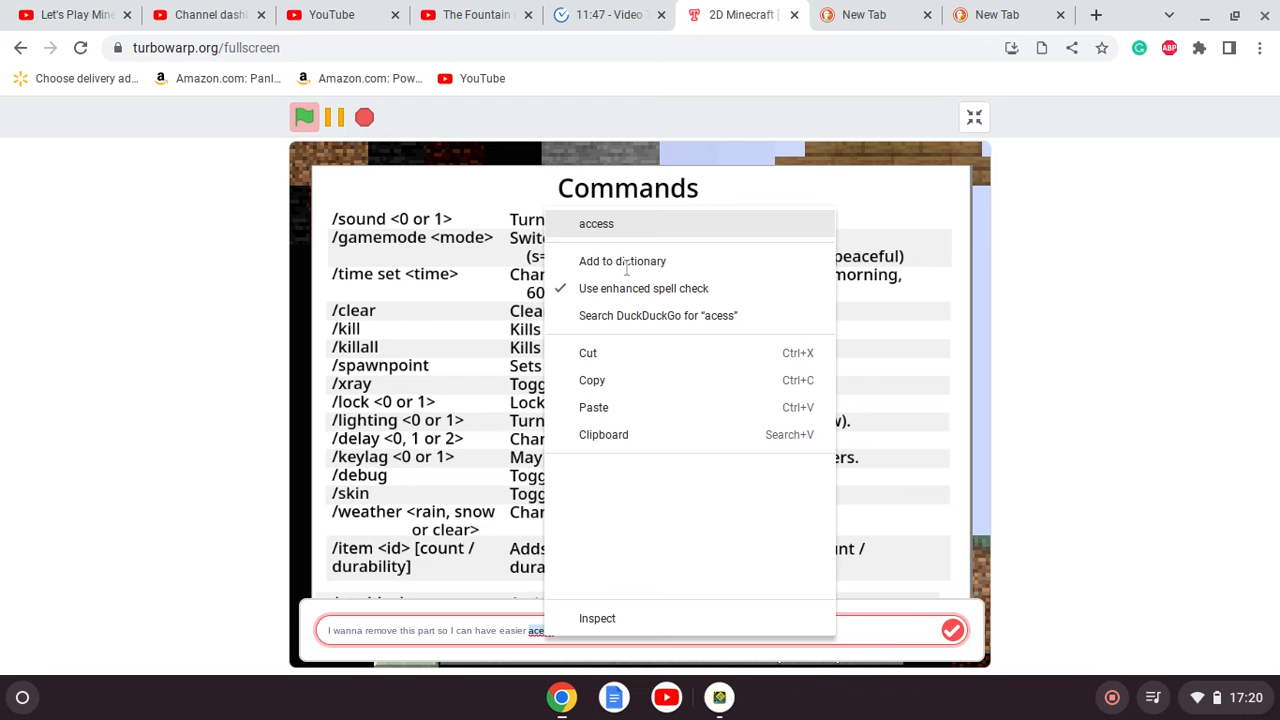 Let's Play Mine
Channel dash
YouTube
The Fountain
11:47 - Video T
2D Minecraft |
New Tab
New Tab
turbowarp.org/fullscreen
Choose delivery ad...
Amazon.com: Panl...
Amazon.com: Pow...
YouTube
Commands
/sound <0 or 1> Turn
/gamemode <mode> Swit
(s= peaceful)
/time set <time> Chan morning,
60
/clear Clea
/kill Kills
/killall Kills
/spawnpoint Sets
/xray Togg
/lock <0 or 1> Lock
/lighting <0 or 1> Turn w).
/delay <0, 1 or 2> Chan
/keylag <0 or 1> May ers.
/debug Togg
/skin Togg
/weather <rain, snow Chan
or clear>
/item <id> [count / Adds unt /
durability] dura
access
Add to dictionary
Use enhanced spell check
Search DuckDuckGo for “acess”
Cut Ctrl+X
Copy Ctrl+C
Paste Ctrl+V
Clipboard Search+V
Inspect
I wanna remove this part so I can have easier ace
17:20